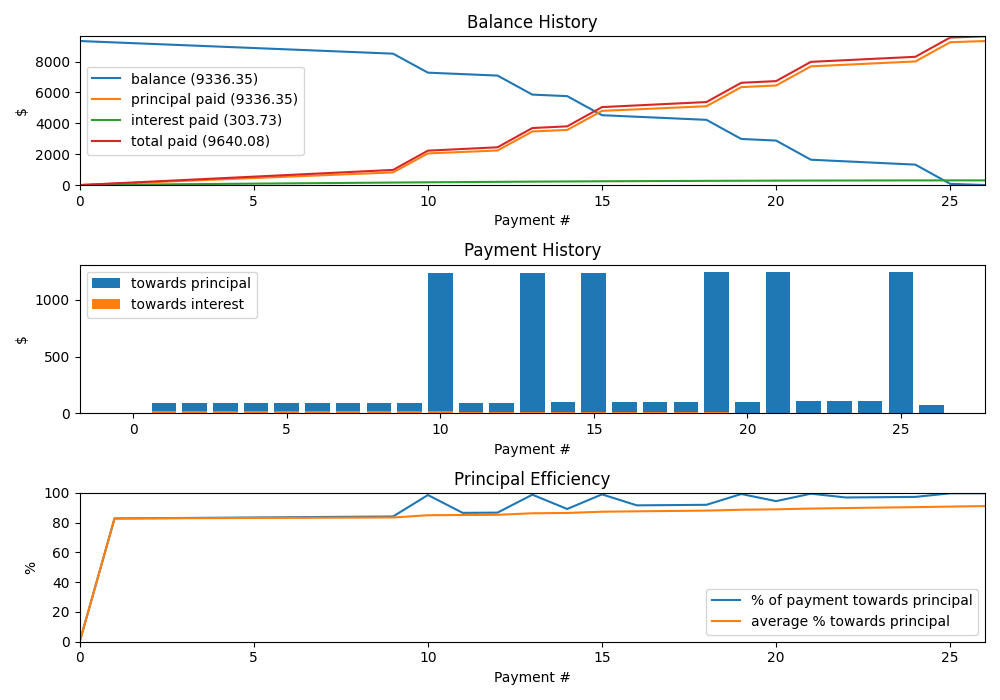 Balance History
$
8000
6000
4000
2000
0
balance (9336.35)
principal paid (9336.35)
interest paid (303.73)
total paid (9640.08)
0 5 10 15 20 25
Payment #
Payment History
$
1000
500
0
towards principal
towards interest
0 5 10 15 20 25
Payment #
Principal Efficiency
%
100
80
60
40
20
0
% of payment towards principal
average % towards principal
0 5 10 15 20 25
Payment #